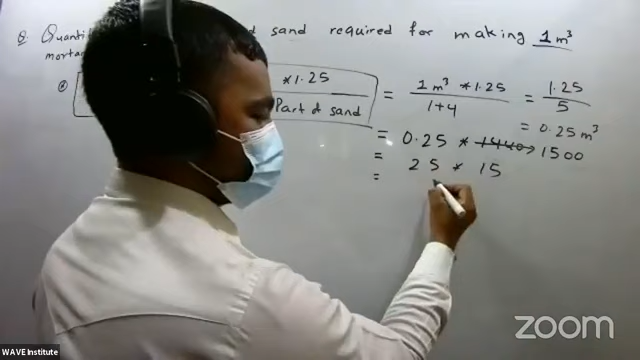 Q. sand required for making 1 m³
mortar
* 1.25
Part of sand
= 1 m³ * 1.25 / 1+4 = 1.25 / 5
= 0.25 m³
= 0.25 * 1440 → 1500
= 25 * 15
=
zoom
WAVE Institute